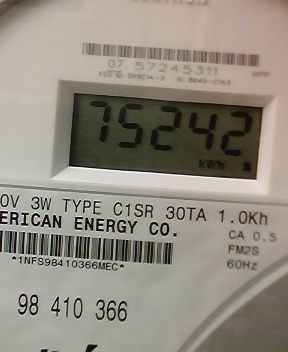 07 57245311
HPP
75242
kWh
0V 3W TYPE C1SR 30TA 1.0Kh
ERICAN ENERGY CO.
CA 0.5
FM2S
60Hz
*1NFS98410366MEC*
98 410 366